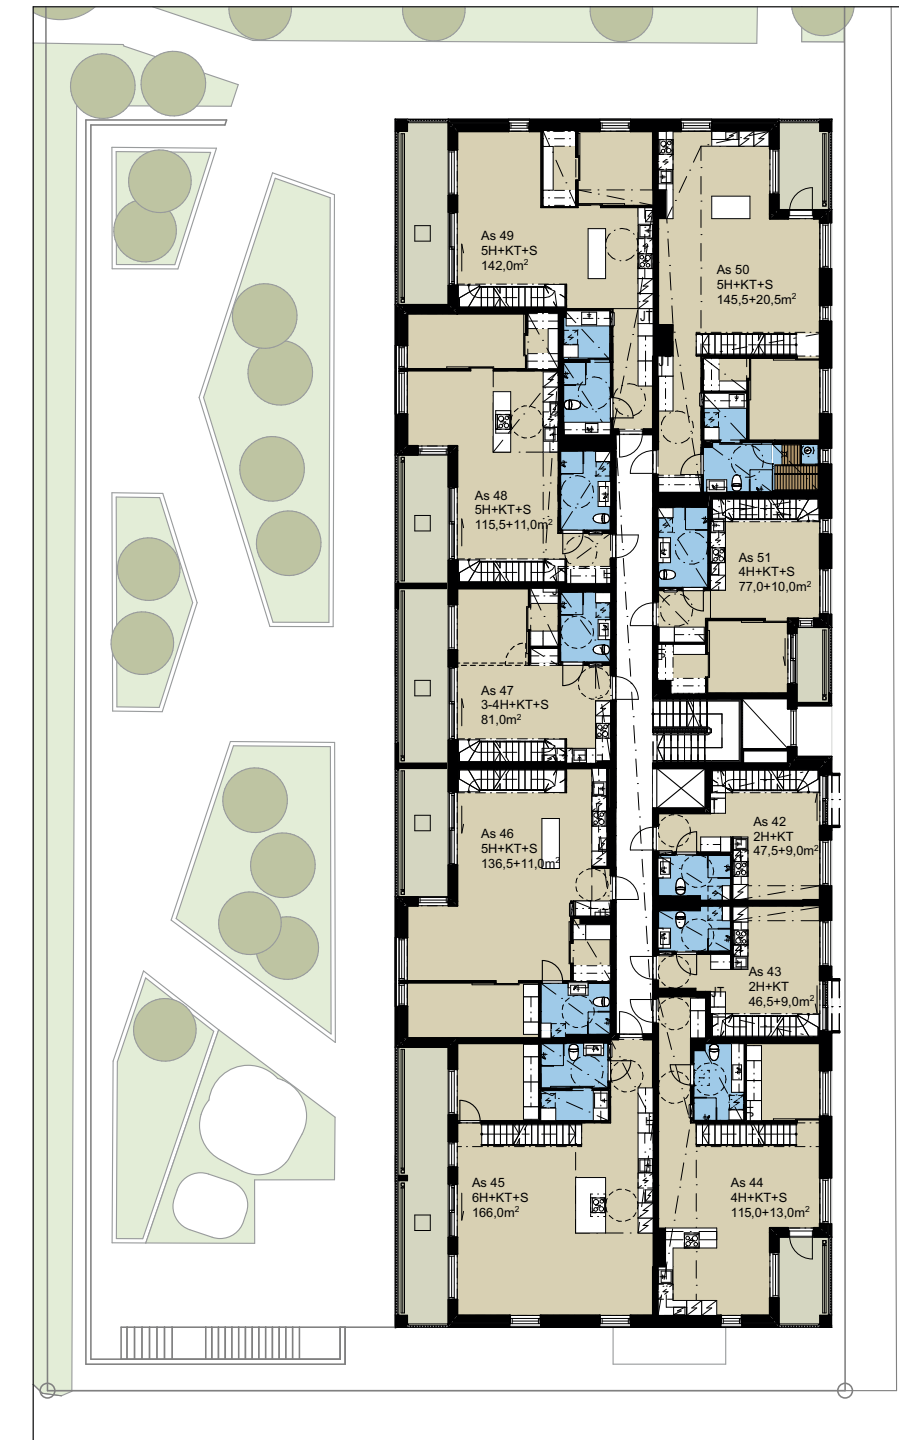 As 49
5H+KT+S
142,0m²
As 50
5H+KT+S
145,5+20,5m²
JT
As 48
5H+KT+S
115,5+11,0m²
As 51
4H+KT+S
77,0+10,0m²
As 47
3-4H+KT+S
81,0m²
As 46
5H+KT+S
136,5+11,0m²
As 42
2H+KT
47,5+9,0m²
As 43
2H+KT
46,5+9,0m²
As 45
6H+KT+S
166,0m²
As 44
4H+KT+S
115,0+13,0m²